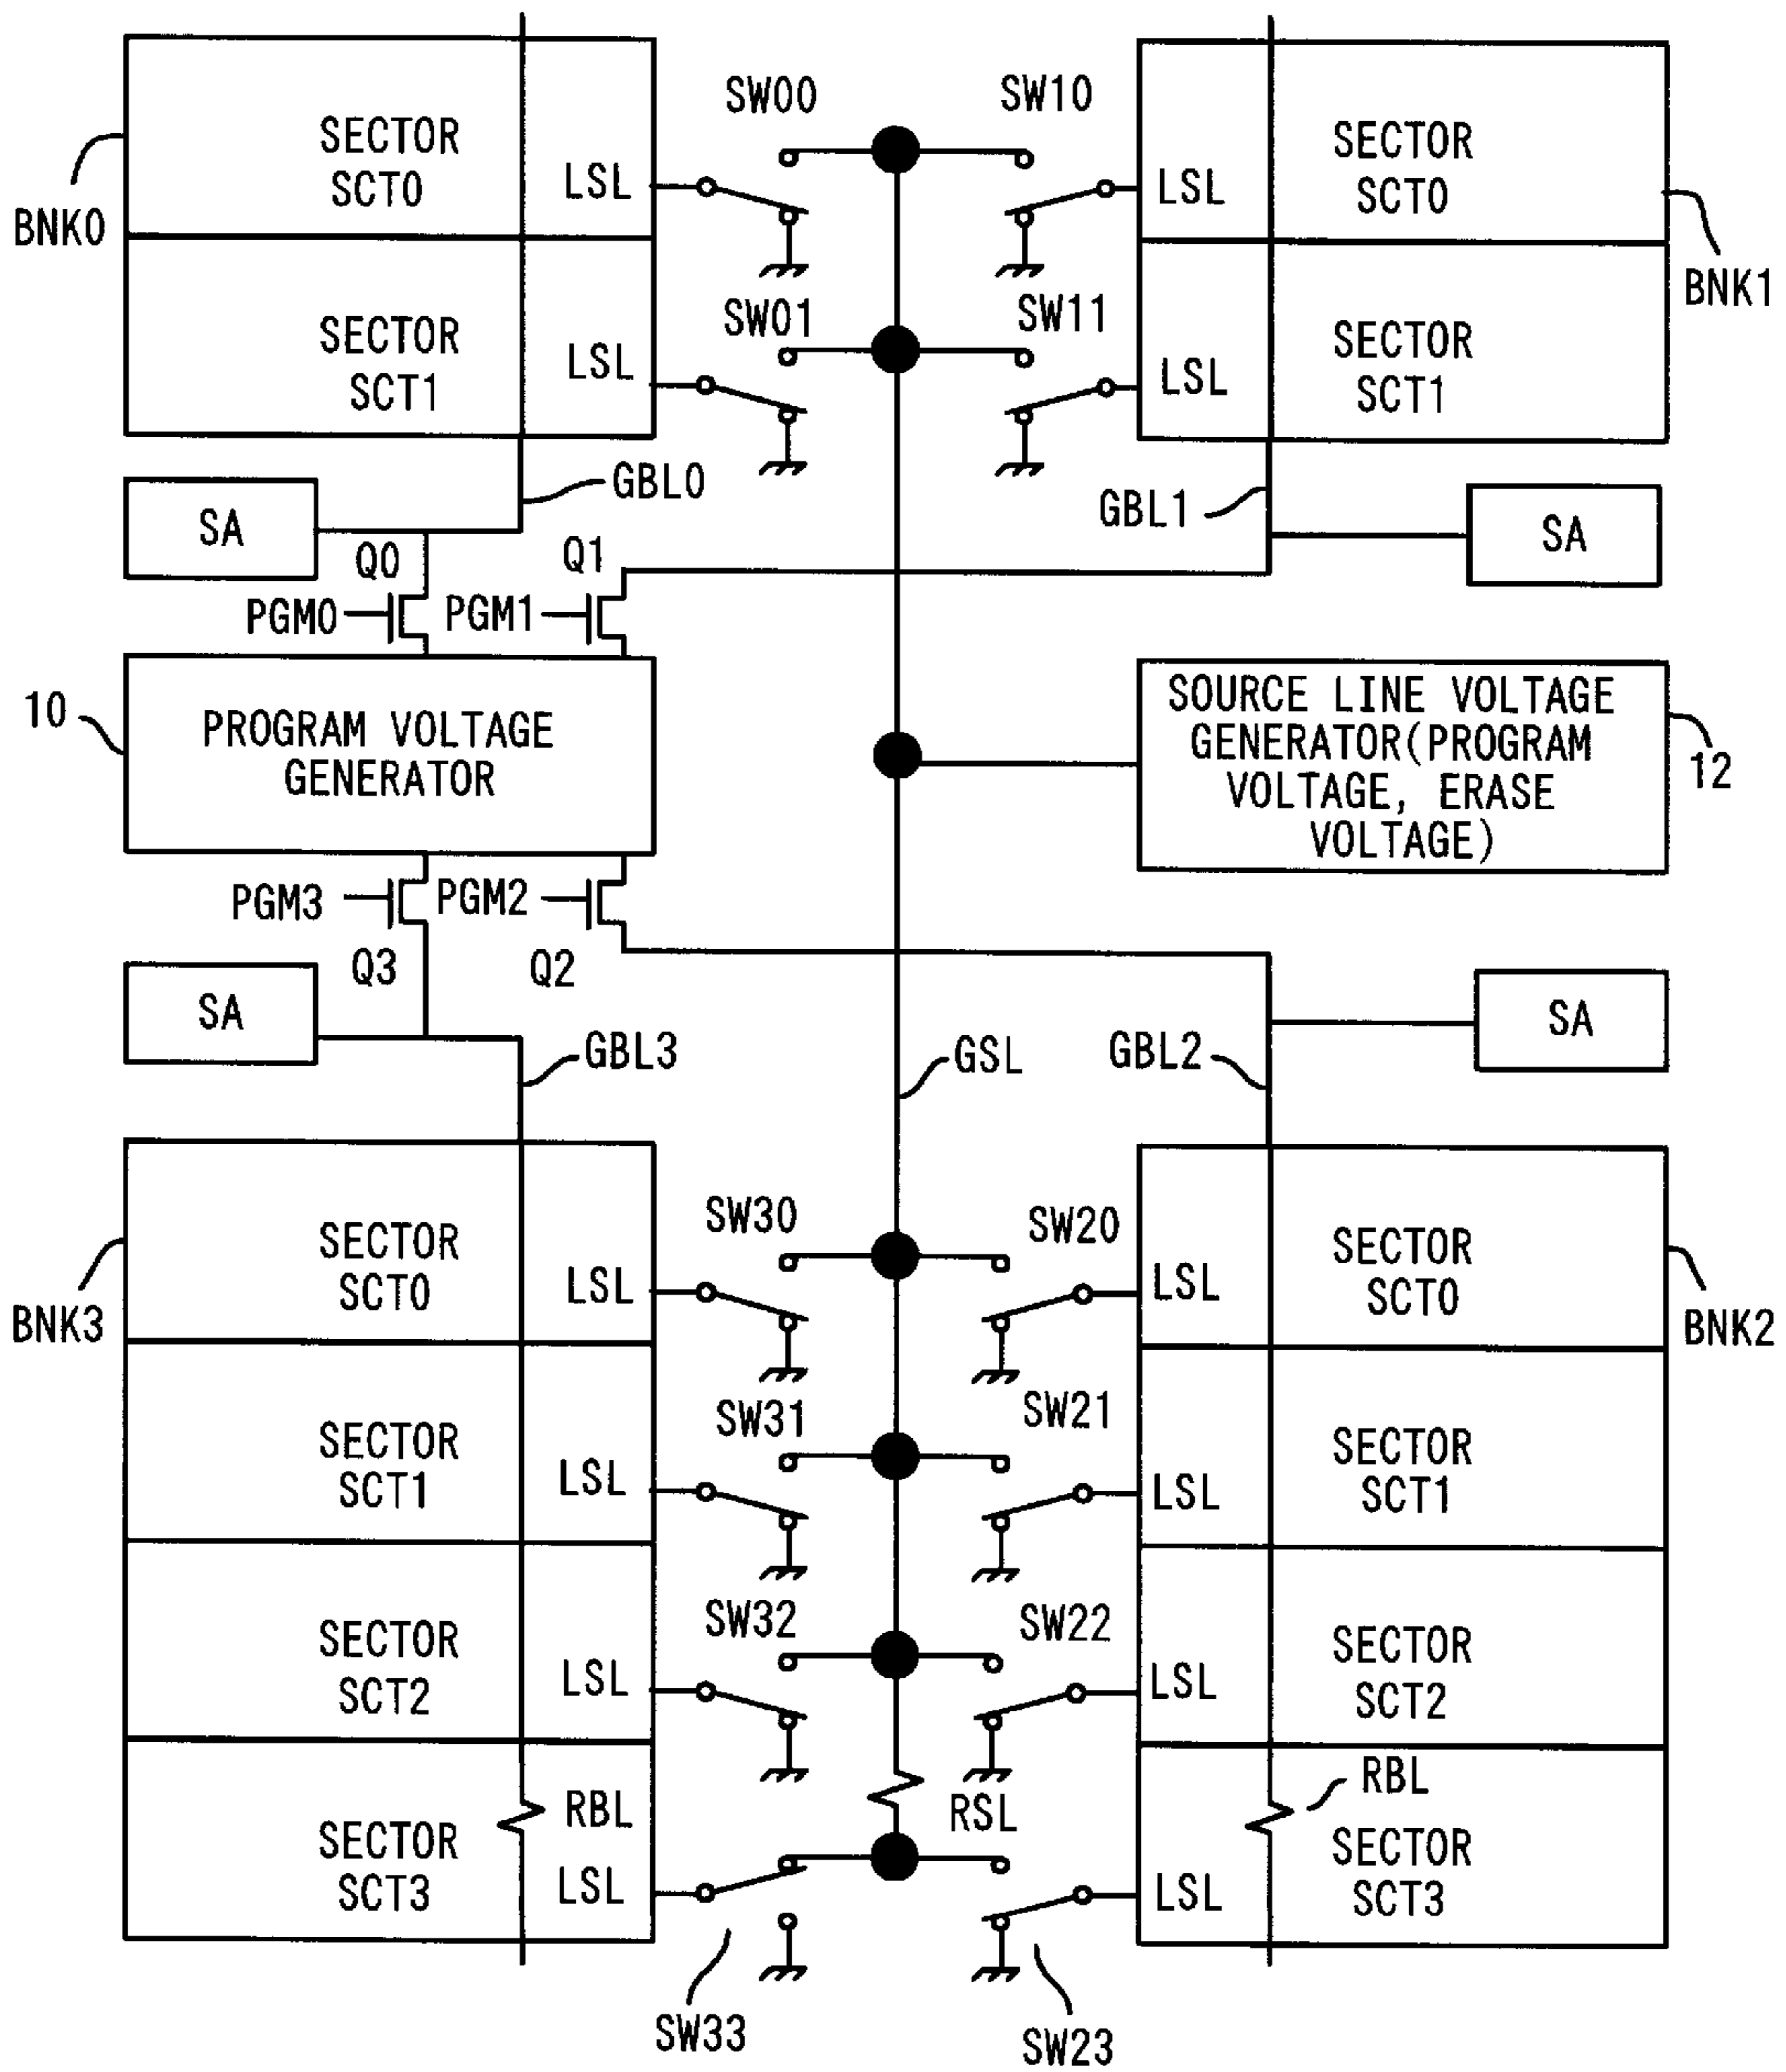 SW00
SW10
SECTOR
SCT0
LSL
LSL
SECTOR
SCT0
BNK0
BNK1
SW01
SW11
SECTOR
SCT1
LSL
LSL
SECTOR
SCT1
GBL0
GBL1
SA
SA
Q0
Q1
PGM0
PGM1
10
PROGRAM VOLTAGE
GENERATOR
SOURCE LINE VOLTAGE
GENERATOR(PROGRAM
VOLTAGE, ERASE
VOLTAGE)
12
PGM3
PGM2
Q3
Q2
SA
SA
GBL3
GSL
GBL2
SW30
SW20
SECTOR
SCT0
LSL
LSL
SECTOR
SCT0
BNK3
BNK2
SW31
SW21
SECTOR
SCT1
LSL
LSL
SECTOR
SCT1
SW32
SW22
SECTOR
SCT2
LSL
LSL
SECTOR
SCT2
RBL
RSL
RBL
SECTOR
SCT3
LSL
LSL
SECTOR
SCT3
SW33
SW23